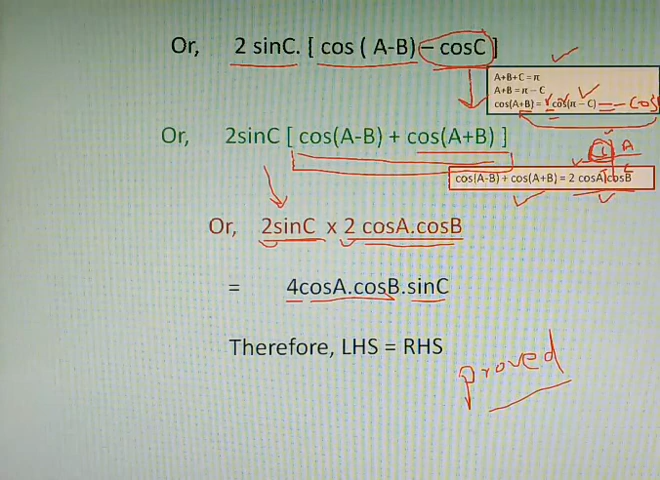 Or, 2 sinC. [ cos ( A-B) – cosC ]
A+B+C = π
A+B = π – C
cos(A+B) = cos(π – C) = - cos
Or, 2sinC [ cos(A-B) + cos(A+B) ]
A
cos(A-B) + cos(A+B) = 2 cosA cosB
Or, 2sinC x 2 cosA.cosB
= 4cosA.cosB.sinC
Therefore, LHS = RHS
proved